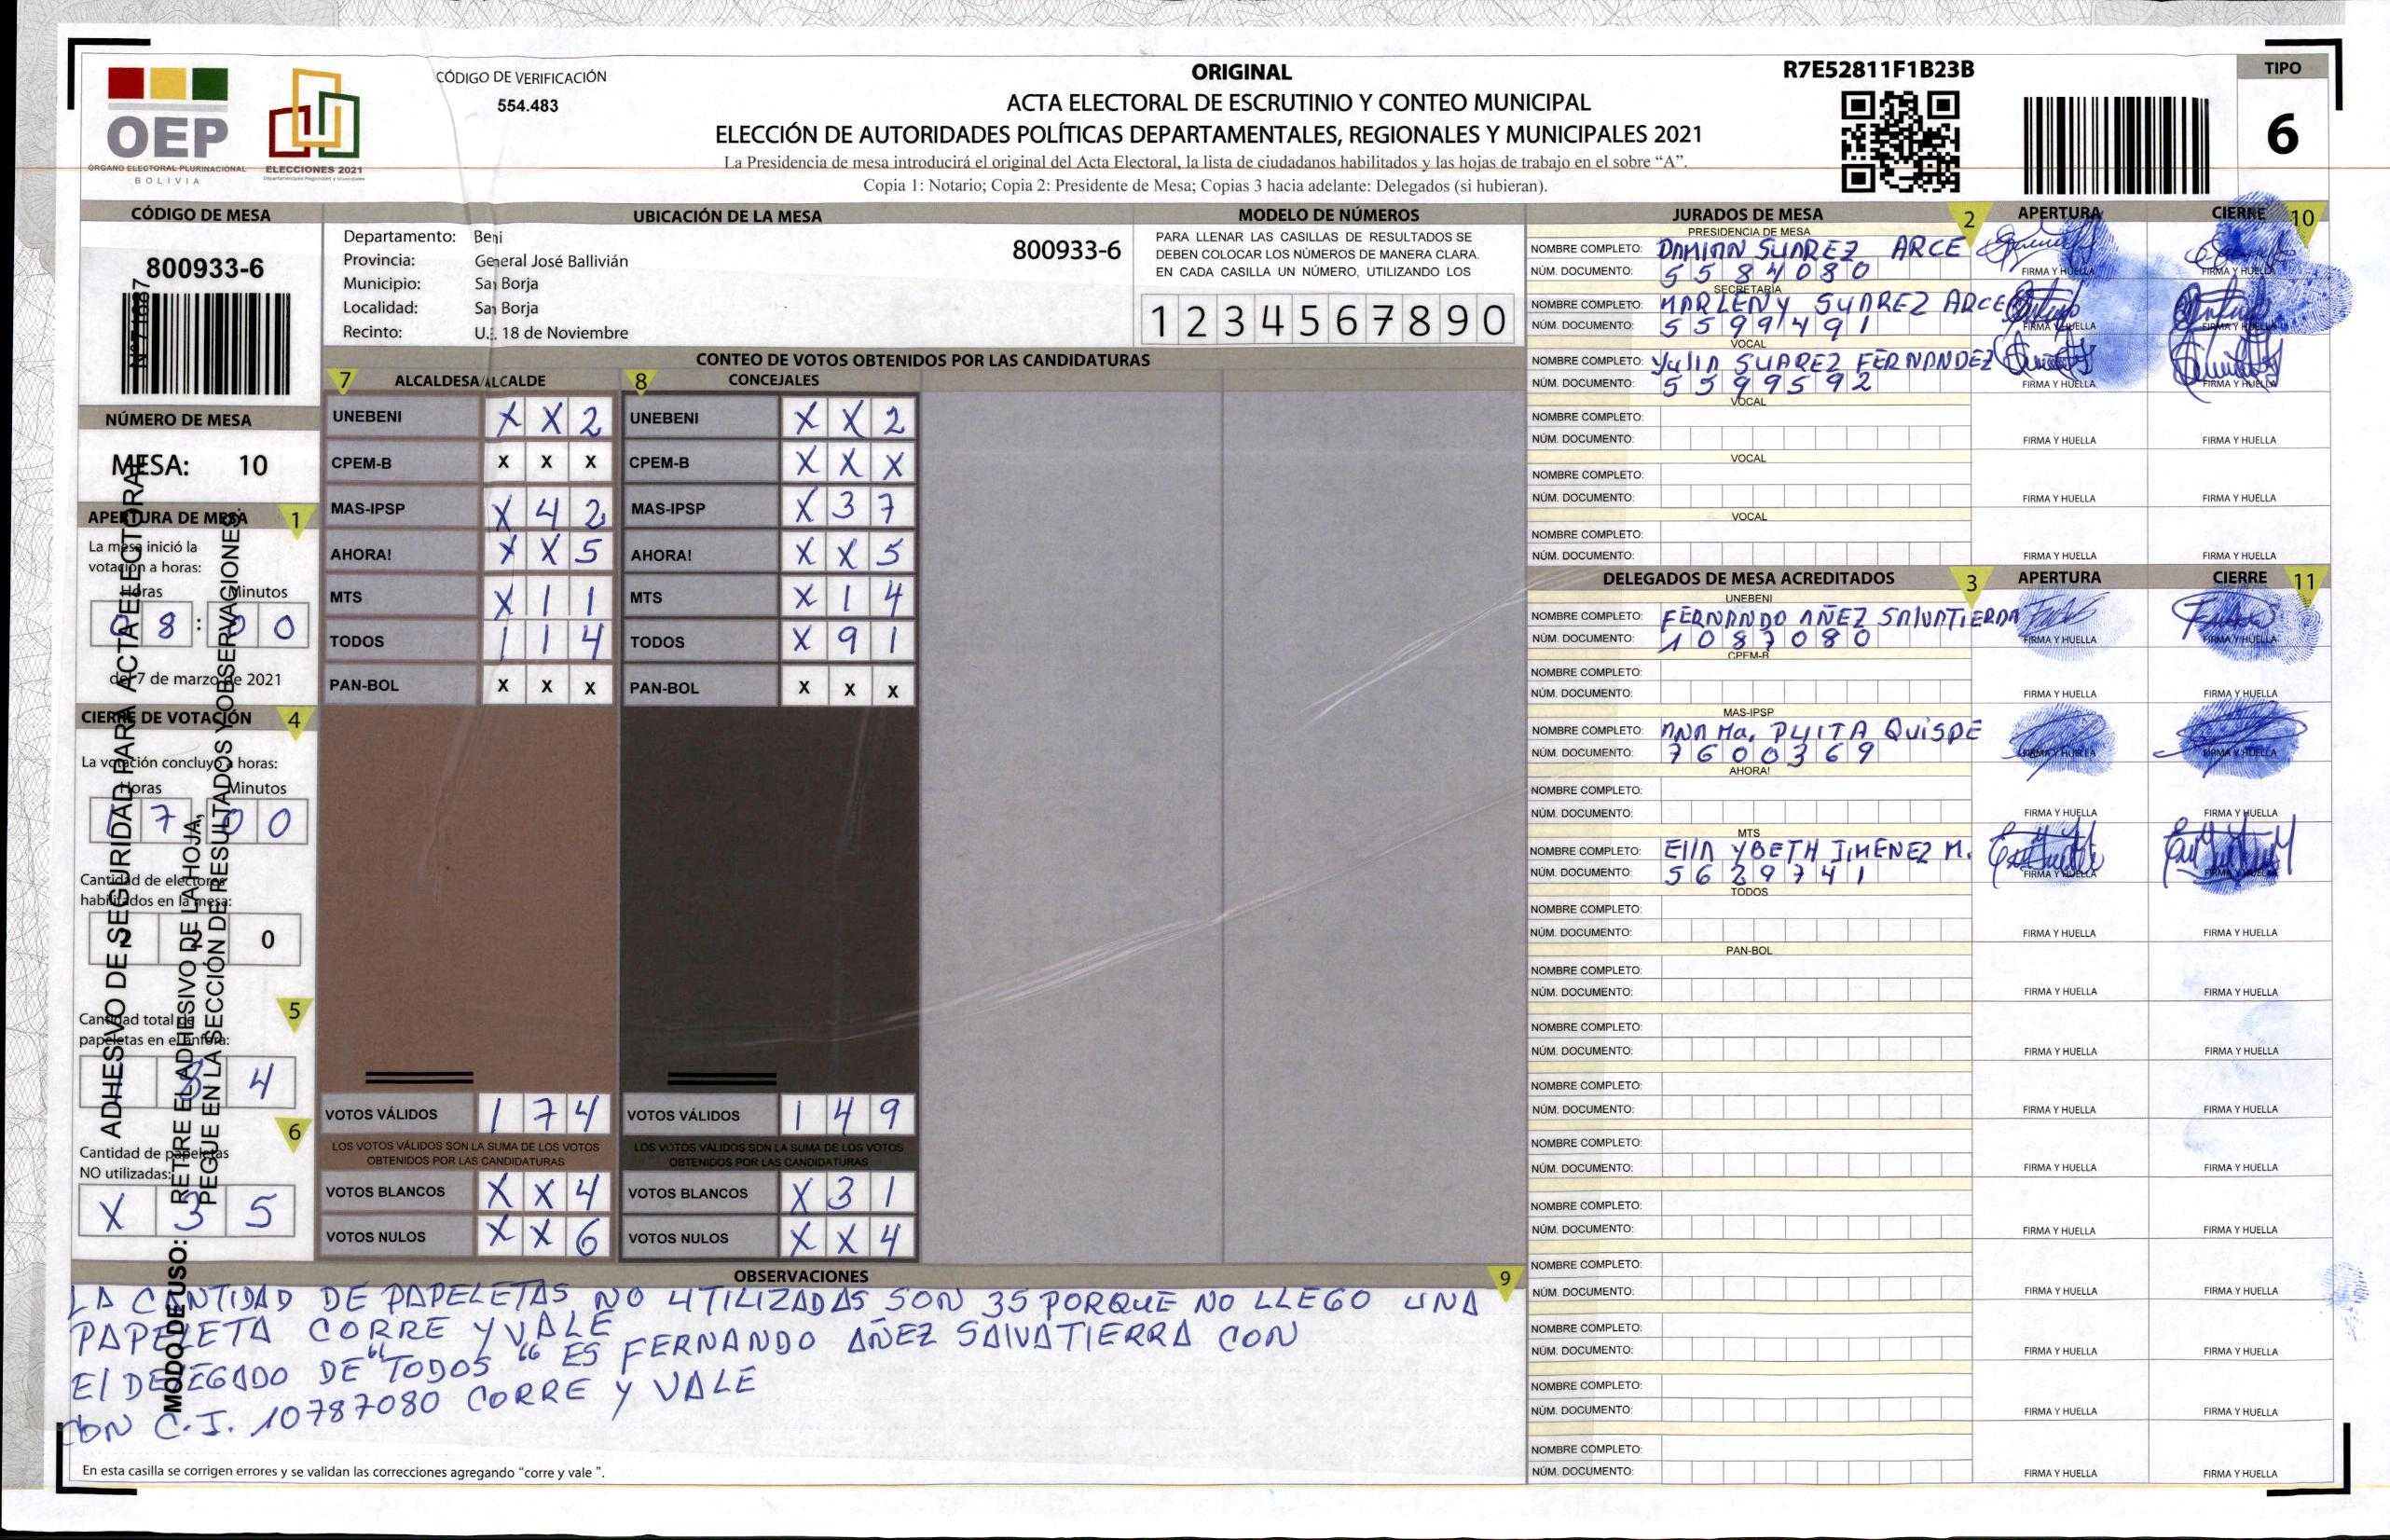 OEP
ÓRGANO ELECTORAL PLURINACIONAL
BOLIVIA
ELECCIONES 2021
CÓDIGO DE VERIFICACIÓN
554.483
ORIGINAL
ACTA ELECTORAL DE ESCRUTINIO Y CONTEO MUNICIPAL
ELECCIÓN DE AUTORIDADES POLÍTICAS DEPARTAMENTALES, REGIONALES Y MUNICIPALES 2021
La Presidencia de mesa introducirá el original del Acta Electoral, la lista de ciudadanos habilitados y las hojas de trabajo en el sobre “A”.
Copia 1: Notario; Copia 2: Presidente de Mesa; Copias 3 hacia adelante: Delegados (si hubieran).
R7E52811F1B23B
TIPO
6
CÓDIGO DE MESA
800933-6
NÚMERO DE MESA
MESA: 10
APERTURA DE MESA 1
La mesa inició la
votación a horas:
Horas Minutos
8 : 0 0
del 7 de marzo de 2021
CIERRE DE VOTACIÓN 4
La votación concluyó a horas:
Horas Minutos
1 7 0 0
Cantidad de electores
habilitados en la mesa:
0
5
Cantidad total de
papeletas en el ánfora:
8 4
6
Cantidad de papeletas
NO utilizadas:
X 3 5
ADHESIVO DE SEGURIDAD PARA ACTA ELECTORAL
MODO DE USO: RETIRE EL ADHESIVO DE LA HOJA,
PEGUE EN LA SECCIÓN DE RESULTADOS Y OBSERVACIONES
UBICACIÓN DE LA MESA
Departamento: Beni
Provincia: General José Ballivián
Municipio: San Borja
Localidad: San Borja
Recinto: U.E. 18 de Noviembre
800933-6
MODELO DE NÚMEROS
PARA LLENAR LAS CASILLAS DE RESULTADOS SE
DEBEN COLOCAR LOS NÚMEROS DE MANERA CLARA.
EN CADA CASILLA UN NÚMERO, UTILIZANDO LOS
1 2 3 4 5 6 7 8 9 0
CONTEO DE VOTOS OBTENIDOS POR LAS CANDIDATURAS
7 ALCALDESA/ALCALDE 8 CONCEJALES
UNEBENI X X 2 UNEBENI X X 2
CPEM-B X X X CPEM-B X X X
MAS-IPSP X 4 2 MAS-IPSP X 3 7
AHORA! X X 5 AHORA! X X 5
MTS X 1 1 MTS X 1 4
TODOS 1 1 4 TODOS X 9 1
PAN-BOL X X X PAN-BOL X X X
VOTOS VÁLIDOS 1 7 4 VOTOS VÁLIDOS 1 4 9
LOS VOTOS VÁLIDOS SON LA SUMA DE LOS VOTOS LOS VOTOS VÁLIDOS SON LA SUMA DE LOS VOTOS
OBTENIDOS POR LAS CANDIDATURAS OBTENIDOS POR LAS CANDIDATURAS
VOTOS BLANCOS X X 4 VOTOS BLANCOS X 3 1
VOTOS NULOS X X 6 VOTOS NULOS X X 4
OBSERVACIONES 9
LA CANTIDAD DE PAPELETAS NO UTILIZADAS SON 35 PORQUE NO LLEGO UNA
PAPELETA CORRE Y VALE
El DELEGADO DE "TODOS" ES FERNANDO AÑEZ SALVATIERRA CON
CON C.I. 10787080 CORRE Y VALE
En esta casilla se corrigen errores y se validan las correcciones agregando “corre y vale ”.
JURADOS DE MESA 2 APERTURA CIERRE 10
PRESIDENCIA DE MESA
NOMBRE COMPLETO: DAMIAN SUAREZ ARCE
NÚM. DOCUMENTO: 5584080 FIRMA Y HUELLA FIRMA Y HUELLA
SECRETARÍA
NOMBRE COMPLETO: MARLENY SUAREZ ARCE
NÚM. DOCUMENTO: 5599491 FIRMA Y HUELLA FIRMA Y HUELLA
VOCAL
NOMBRE COMPLETO: YuliA SUAREZ FERNANDEZ
NÚM. DOCUMENTO: 5599592 FIRMA Y HUELLA FIRMA Y HUELLA
VOCAL
NOMBRE COMPLETO:
NÚM. DOCUMENTO: FIRMA Y HUELLA FIRMA Y HUELLA
VOCAL
NOMBRE COMPLETO:
NÚM. DOCUMENTO: FIRMA Y HUELLA FIRMA Y HUELLA
VOCAL
NOMBRE COMPLETO:
NÚM. DOCUMENTO: FIRMA Y HUELLA FIRMA Y HUELLA
DELEGADOS DE MESA ACREDITADOS 3 APERTURA CIERRE 11
UNEBENI
NOMBRE COMPLETO: FERNANDO AÑEZ SALVATIERRA
NÚM. DOCUMENTO: 1087080 FIRMA Y HUELLA FIRMA Y HUELLA
CPEM-B
NOMBRE COMPLETO:
NÚM. DOCUMENTO: FIRMA Y HUELLA FIRMA Y HUELLA
MAS-IPSP
NOMBRE COMPLETO: ANA Ma. PUITA QUiSPE
NÚM. DOCUMENTO: 7600369 FIRMA Y HUELLA FIRMA Y HUELLA
AHORA!
NOMBRE COMPLETO:
NÚM. DOCUMENTO: FIRMA Y HUELLA FIRMA Y HUELLA
MTS
NOMBRE COMPLETO: EllA YBETH JIMENEZ M.
NÚM. DOCUMENTO: 5629741 FIRMA Y HUELLA FIRMA Y HUELLA
TODOS
NOMBRE COMPLETO:
NÚM. DOCUMENTO: FIRMA Y HUELLA FIRMA Y HUELLA
PAN-BOL
NOMBRE COMPLETO:
NÚM. DOCUMENTO: FIRMA Y HUELLA FIRMA Y HUELLA
NOMBRE COMPLETO:
NÚM. DOCUMENTO: FIRMA Y HUELLA FIRMA Y HUELLA
NOMBRE COMPLETO:
NÚM. DOCUMENTO: FIRMA Y HUELLA FIRMA Y HUELLA
NOMBRE COMPLETO:
NÚM. DOCUMENTO: FIRMA Y HUELLA FIRMA Y HUELLA
NOMBRE COMPLETO:
NÚM. DOCUMENTO: FIRMA Y HUELLA FIRMA Y HUELLA
NOMBRE COMPLETO:
NÚM. DOCUMENTO: FIRMA Y HUELLA FIRMA Y HUELLA
NOMBRE COMPLETO:
NÚM. DOCUMENTO: FIRMA Y HUELLA FIRMA Y HUELLA
NOMBRE COMPLETO:
NÚM. DOCUMENTO: FIRMA Y HUELLA FIRMA Y HUELLA
NOMBRE COMPLETO:
NÚM. DOCUMENTO: FIRMA Y HUELLA FIRMA Y HUELLA